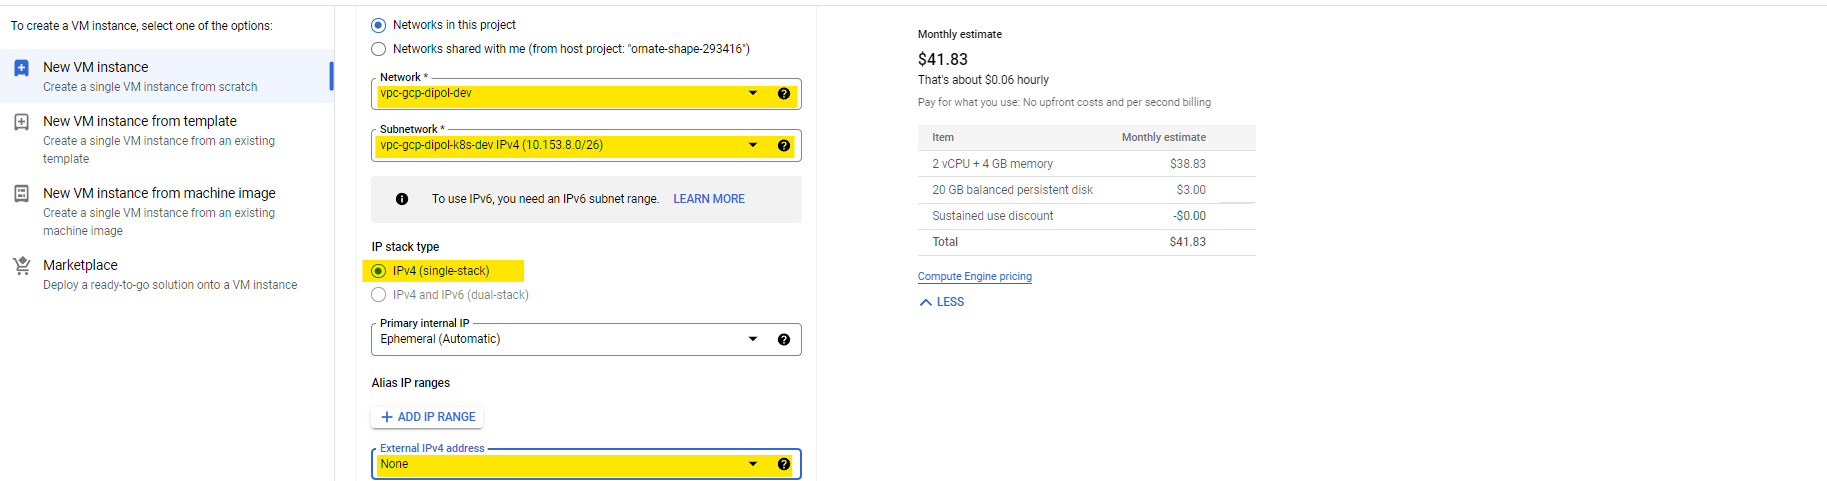 To create a VM instance, select one of the options:
New VM instance
Create a single VM instance from scratch
New VM instance from template
Create a single VM instance from an existing
template
New VM instance from machine image
Create a single VM instance from an existing
machine image
Marketplace
Deploy a ready-to-go solution onto a VM instance
Networks in this project
Networks shared with me (from host project: "ornate-shape-293416")
Network *
vpc-gcp-dipol-dev
Subnetwork *
vpc-gcp-dipol-k8s-dev IPv4 (10.153.8.0/26)
To use IPv6, you need an IPv6 subnet range. LEARN MORE
IP stack type
IPv4 (single-stack)
IPv4 and IPv6 (dual-stack)
Primary internal IP
Ephemeral (Automatic)
Alias IP ranges
ADD IP RANGE
External IPv4 address
None
Monthly estimate
$41.83
That's about $0.06 hourly
Pay for what you use: No upfront costs and per second billing
Item Monthly estimate
2 vCPU + 4 GB memory $38.83
20 GB balanced persistent disk $3.00
Sustained use discount -$0.00
Total $41.83
Compute Engine pricing
LESS